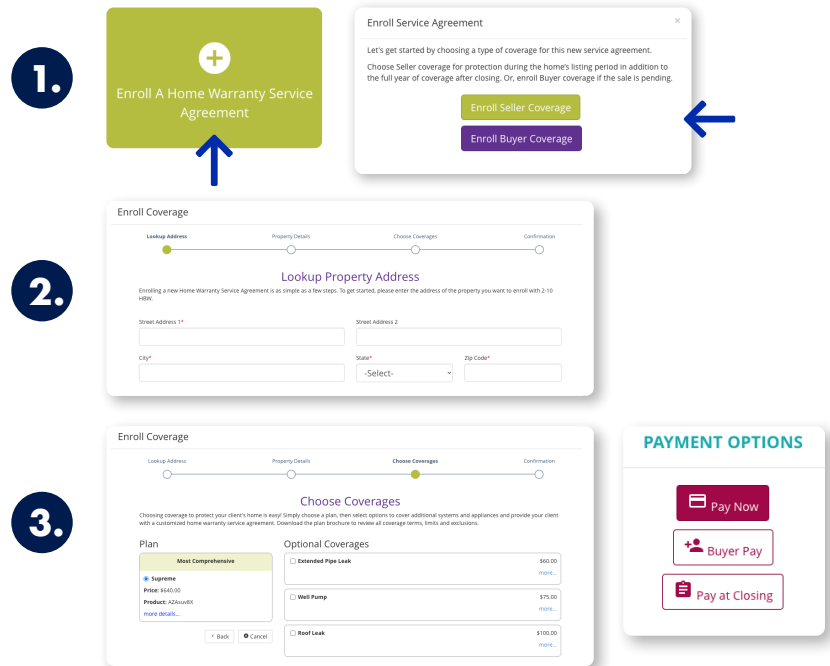 1.
Enroll A Home Warranty Service
Agreement
Enroll Service Agreement
×
Let's get started by choosing a type of coverage for this new service agreement.
Choose Seller coverage for protection during the home's listing period in addition to
the full year of coverage after closing. Or, enroll Buyer coverage if the sale is pending.
Enroll Seller Coverage
Enroll Buyer Coverage
2.
Enroll Coverage
Lookup Address
Property Details
Choose Coverages
Confirmation
Lookup Property Address
Enrolling a new Home Warranty Service Agreement is as simple as a few steps. To get started, please enter the address of the property you want to enroll with 2-10
HBW.
Street Address 1*
Street Address 2
City*
State*
Zip Code*
-Select-
3.
Enroll Coverage
Lookup Address
Property Details
Choose Coverages
Confirmation
Choose Coverages
Choosing coverage to protect your client's home is easy! Simply choose a plan, then select options to cover additional systems and appliances and provide your client
with a customized home warranty service agreement. Download the plan brochure to review all coverage terms, limits and exclusions.
Plan
Most Comprehensive
Supreme
Price: $640.00
Product: AZAsuv8X
more details...
Back
Cancel
Optional Coverages
Extended Pipe Leak $60.00
more...
Well Pump $75.00
more...
Roof Leak $100.00
more...
PAYMENT OPTIONS
Pay Now
Buyer Pay
Pay at Closing